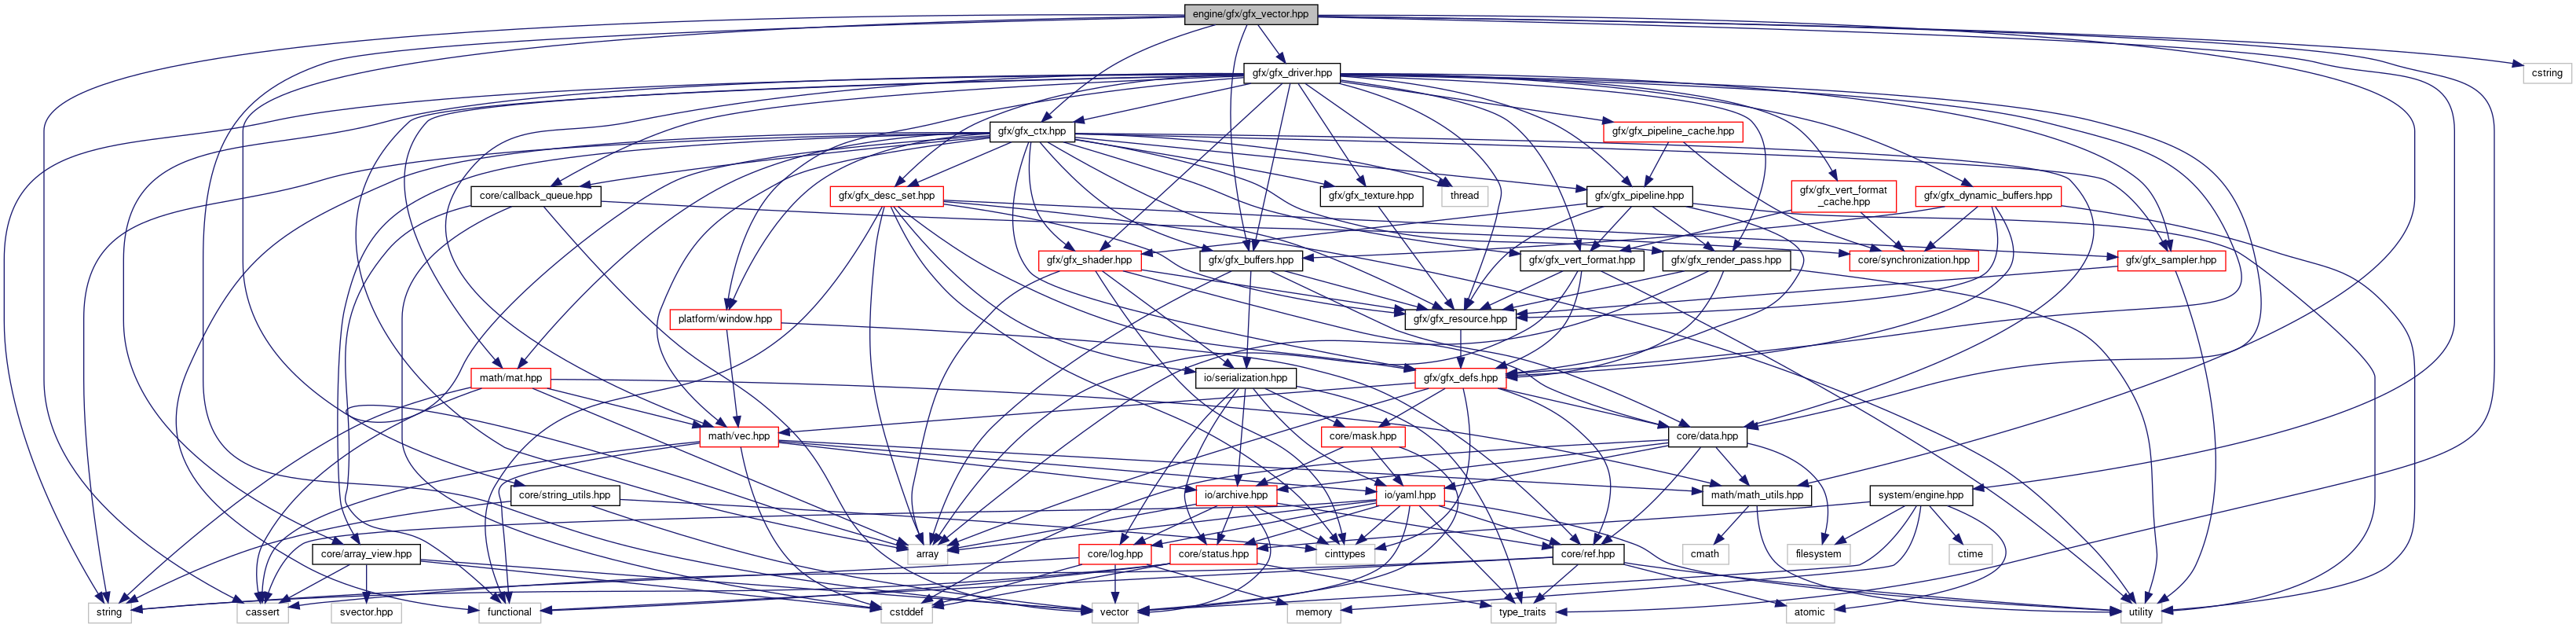 engine/gfx/gfx_vector.hpp
cstring
gfx/gfx_driver.hpp
gfx/gfx_ctx.hpp
gfx/gfx_pipeline_cache.hpp
core/callback_queue.hpp
gfx/gfx_desc_set.hpp
gfx/gfx_texture.hpp
thread
gfx/gfx_pipeline.hpp
gfx/gfx_vert_format
_cache.hpp
gfx/gfx_dynamic_buffers.hpp
gfx/gfx_shader.hpp
gfx/gfx_buffers.hpp
gfx/gfx_vert_format.hpp
gfx/gfx_render_pass.hpp
core/synchronization.hpp
gfx/gfx_sampler.hpp
platform/window.hpp
gfx/gfx_resource.hpp
math/mat.hpp
io/serialization.hpp
gfx/gfx_defs.hpp
math/vec.hpp
core/mask.hpp
core/data.hpp
core/string_utils.hpp
io/archive.hpp
io/yaml.hpp
math/math_utils.hpp
system/engine.hpp
core/array_view.hpp
array
core/log.hpp
core/status.hpp
cinttypes
core/ref.hpp
cmath
filesystem
ctime
string
cassert
svector.hpp
functional
cstddef
vector
memory
type_traits
atomic
utility